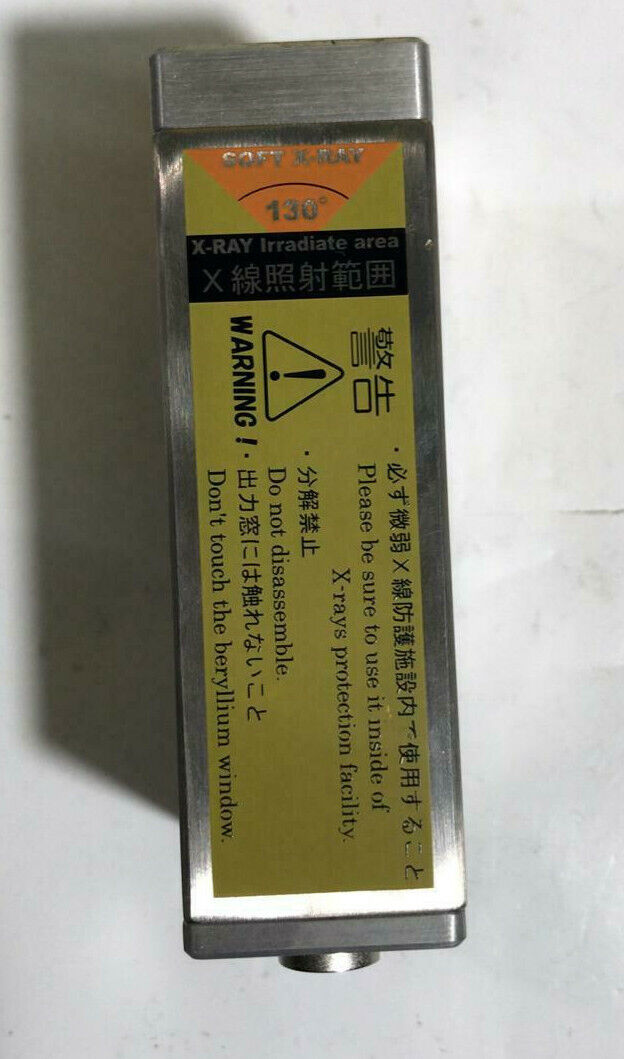 SOFT X-RAY
130°
X-RAY Irradiate area
X 線照射範囲
警告
WARNING!
・必ず微弱X線防護施設内で使用すること
Please be sure to use it inside of
X-rays protection facility.
・分解禁止
Do not disassemble.
・出力窓には触れないこと
Don't touch the beryllium window.